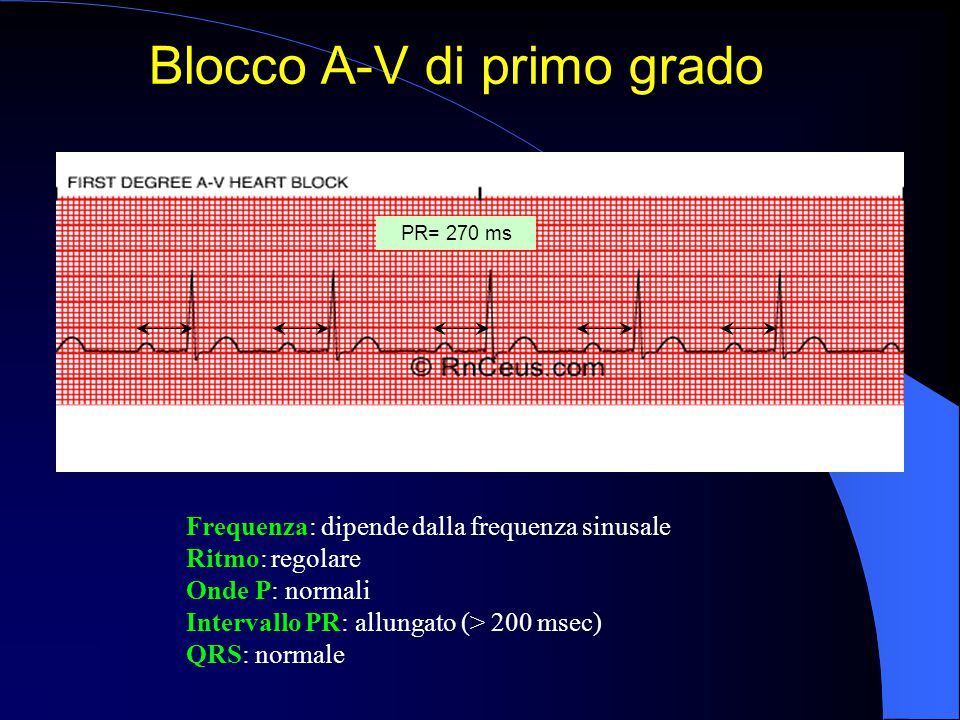 Blocco A-V di primo grado
FIRST DEGREE A-V HEART BLOCK
PR= 270 ms
© RnCeus.com
Frequenza: dipende dalla frequenza sinusale
Ritmo: regolare
Onde P: normali
Intervallo PR: allungato (> 200 msec)
QRS: normale